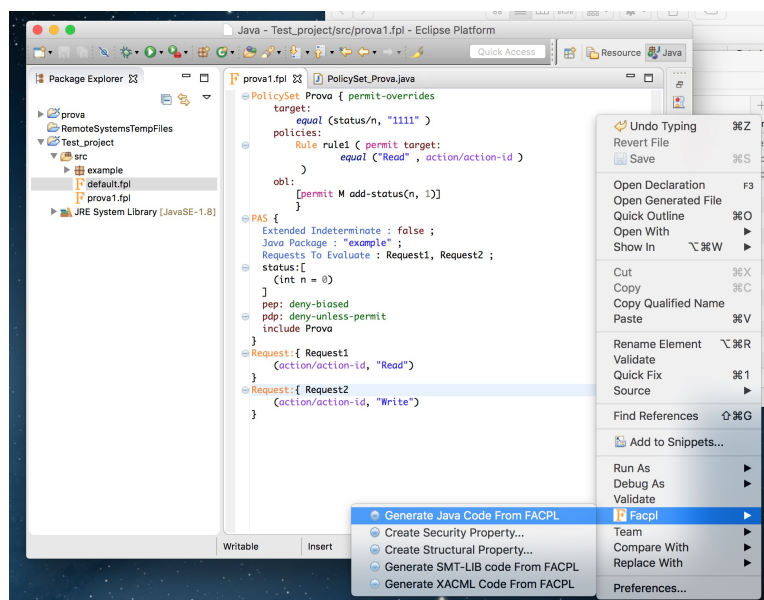 Java - Test_project/src/prova1.fpl - Eclipse Platform
Quick Access
Resource
Java
Package Explorer
prova
RemoteSystemsTempFiles
Test_project
src
example
default.fpl
prova1.fpl
JRE System Library [JavaSE-1.8]
prova1.fpl
PolicySet_Prova.java
PolicySet Prova { permit-overrides
target:
equal (status/n, "1111" )
policies:
Rule rule1 ( permit target:
equal ("Read" , action/action-id )
)
obl:
[permit M add-status(n, 1)]
}
PAS {
Extended Indeterminate : false ;
Java Package : "example" ;
Requests To Evaluate : Request1, Request2 ;
status:[
(int n = 0)
]
pep: deny-biased
pdp: deny-unless-permit
include Prova
}
Request:{ Request1
(action/action-id, "Read")
}
Request:{ Request2
(action/action-id, "Write")
}
Writable
Insert
Undo Typing ⌘Z
Revert File
Save ⌘S
Open Declaration F3
Open Generated File
Quick Outline ⌘O
Open With
Show In ⌥⌘W
Cut ⌘X
Copy ⌘C
Copy Qualified Name
Paste ⌘V
Rename Element ⌥⌘R
Validate
Quick Fix ⌘1
Source
Find References ⇧⌘G
Add to Snippets...
Run As
Debug As
Validate
Facpl
Team
Compare With
Replace With
Preferences...
Generate Java Code From FACPL
Create Security Property...
Create Structural Property...
Generate SMT-LIB code From FACPL
Generate XACML Code From FACPL